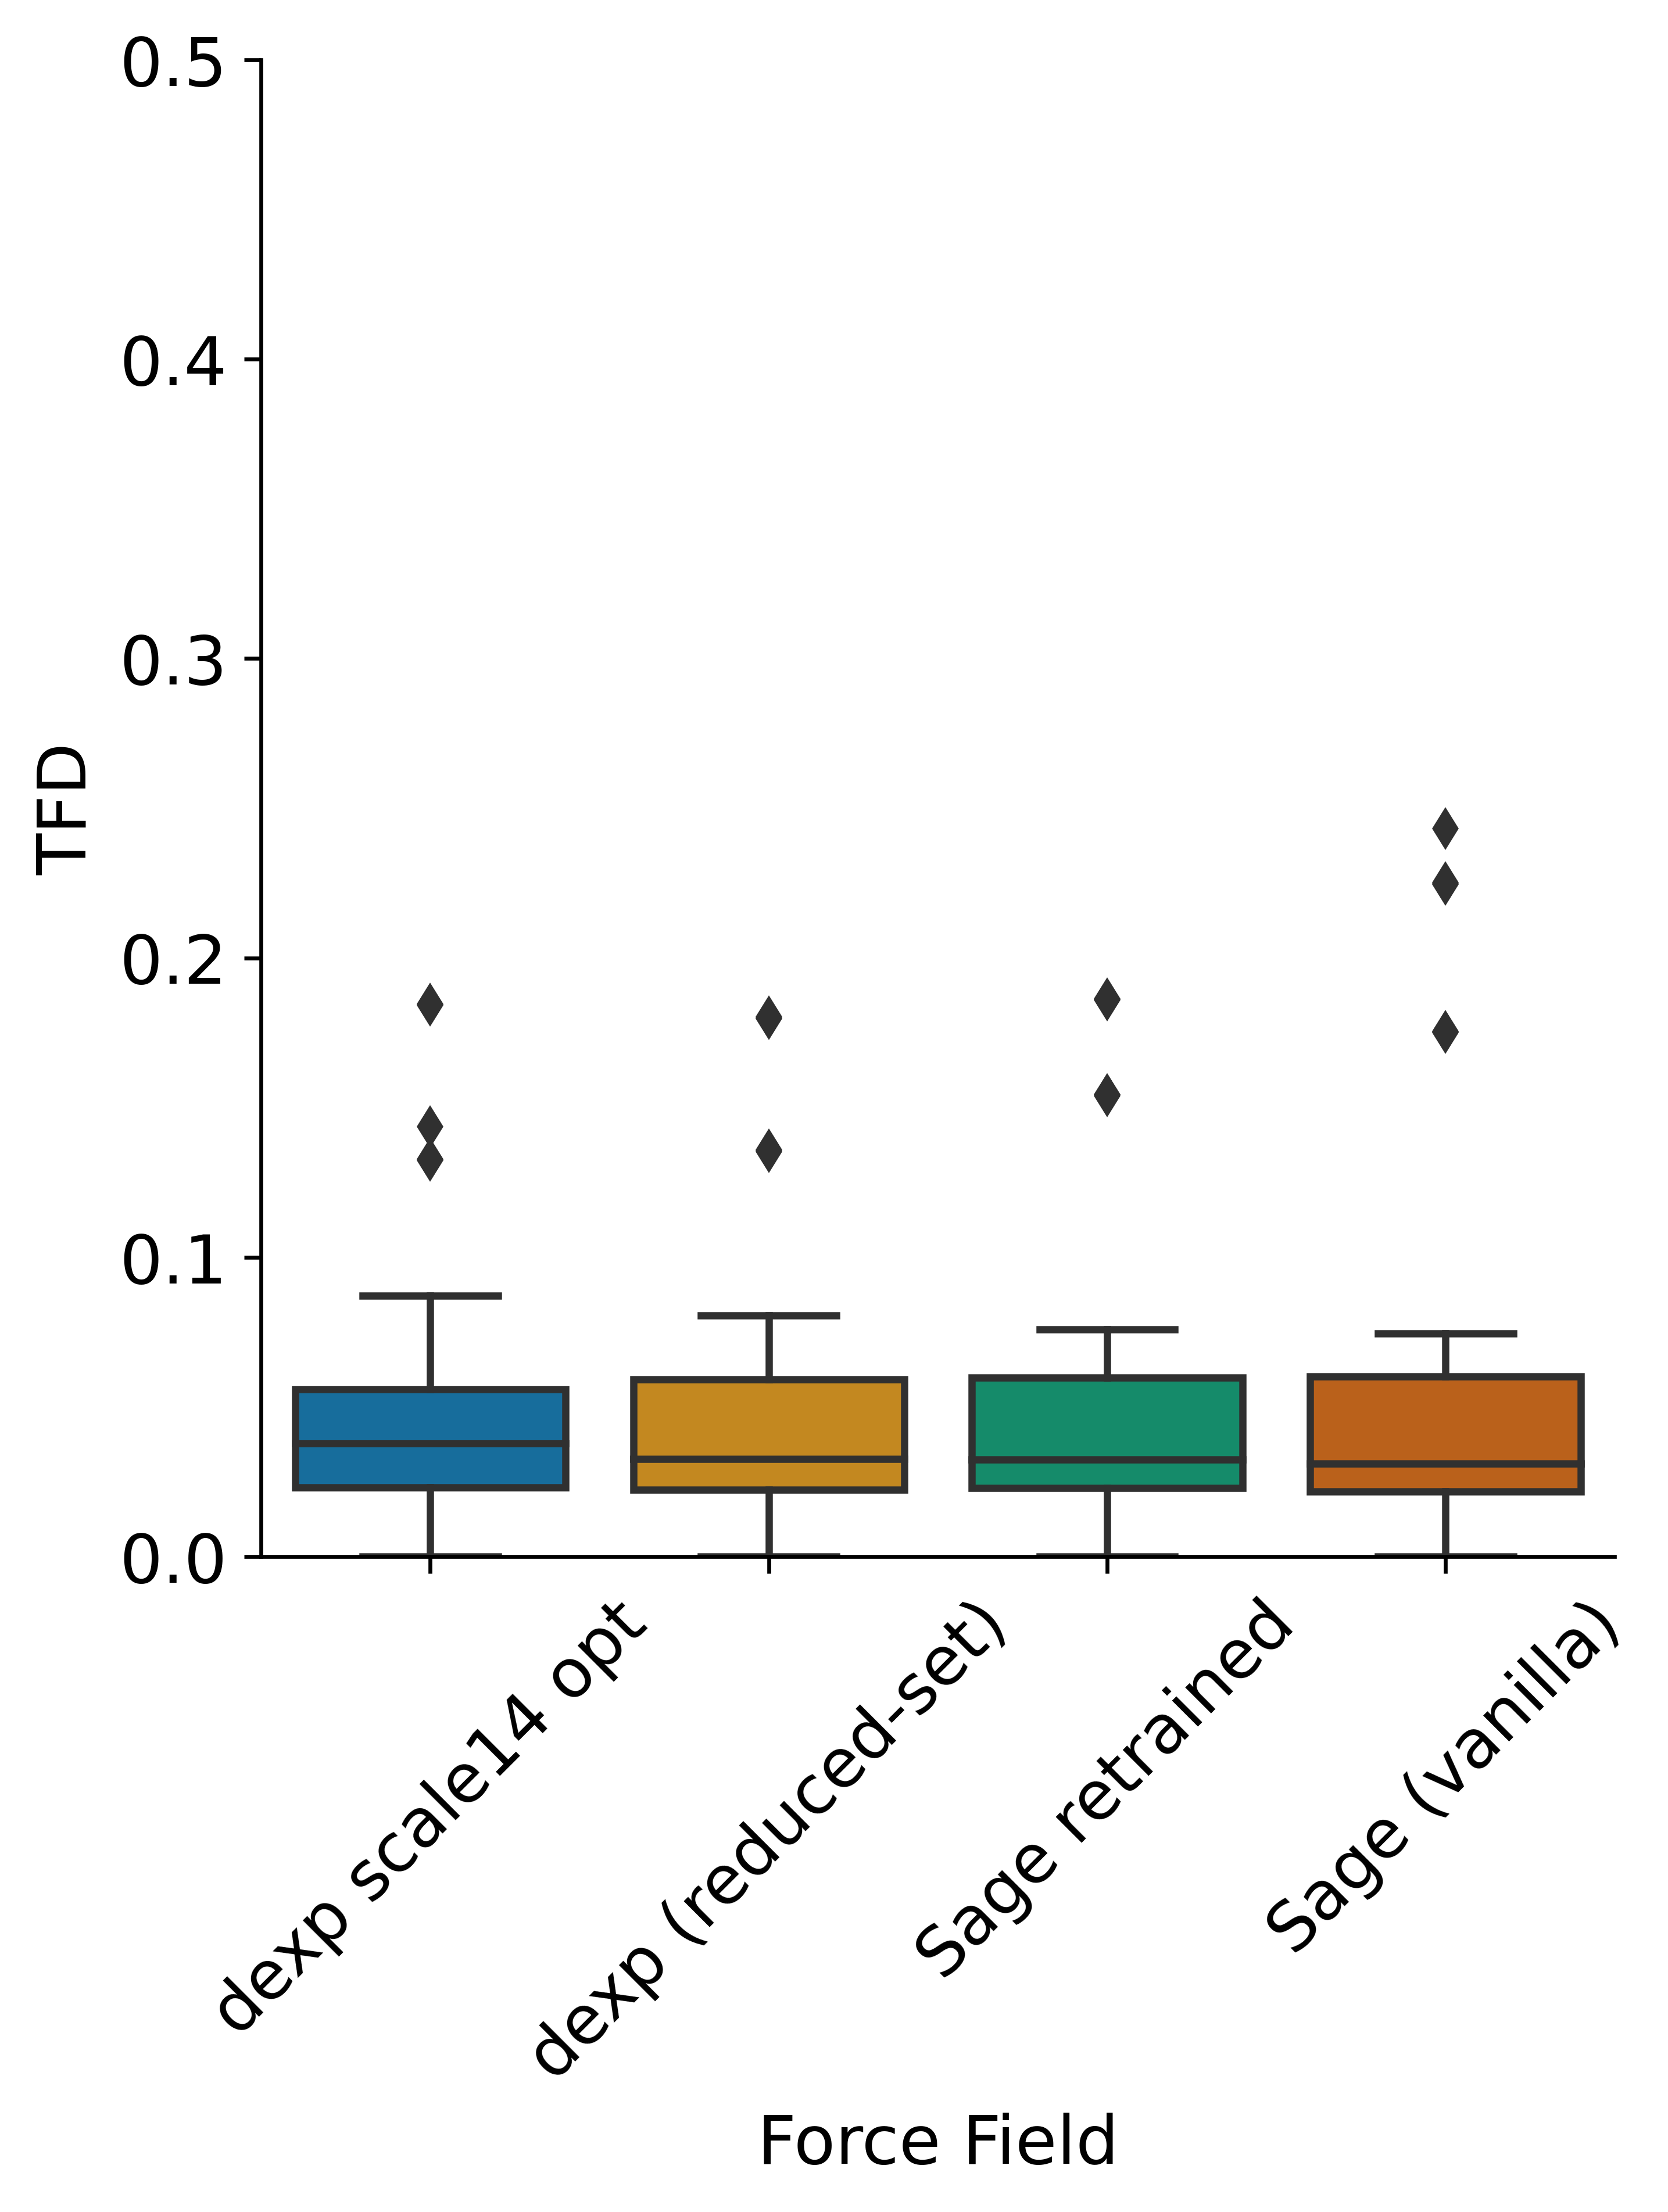 0.5
0.4
0.3
0.2
0.1
0.0
TFD
dexp scale14 opt
dexp (reduced-set)
Sage retrained
Sage (vanilla)
Force Field